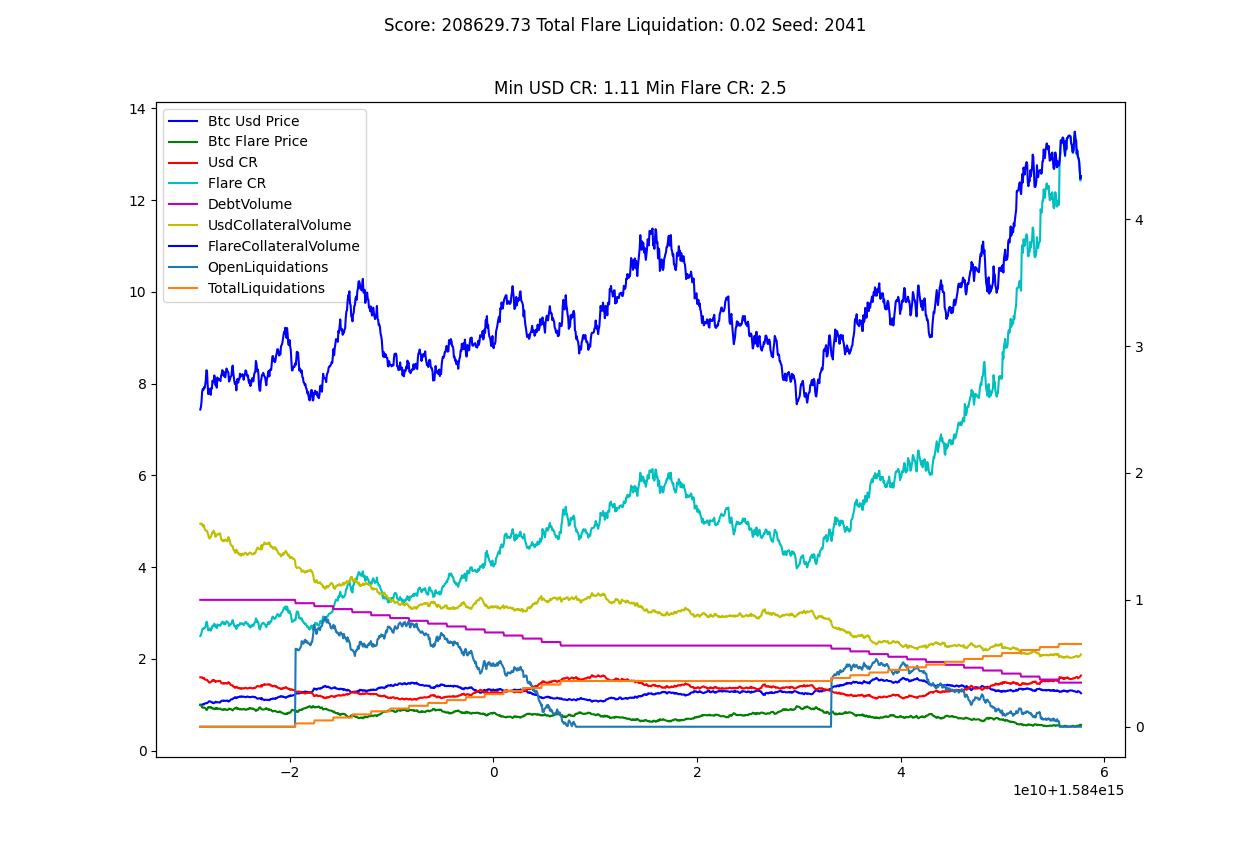 Score: 208629.73 Total Flare Liquidation: 0.02 Seed: 2041
Min USD CR: 1.11 Min Flare CR: 2.5
Btc Usd Price
Btc Flare Price
Usd CR
Flare CR
DebtVolume
UsdCollateralVolume
FlareCollateralVolume
OpenLiquidations
TotalLiquidations
14
12
10
8
6
4
2
0
4
3
2
1
0
−2
0
2
4
6
1e10+1.584e15